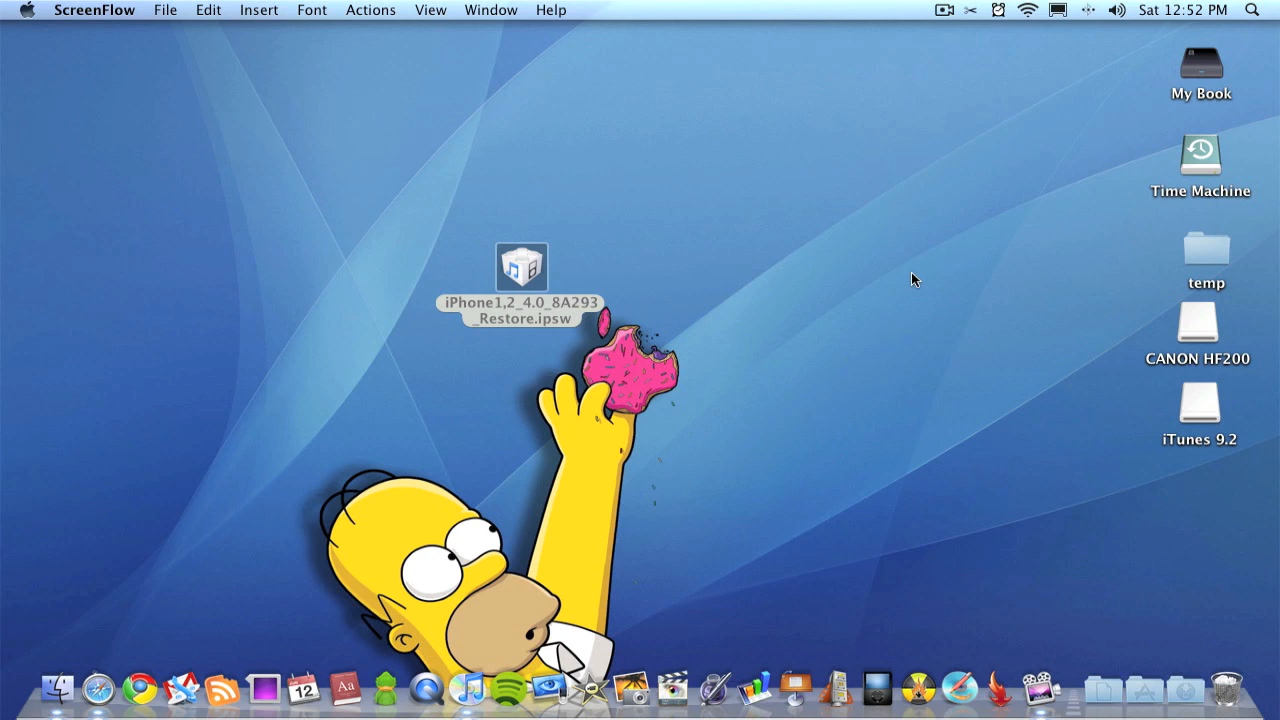 ScreenFlow File Edit Insert Font Actions View Window Help Sat 12:52 PM
My Book
Time Machine
temp
iPhone1,2_4.0_8A293
_Restore.ipsw
CANON HF200
iTunes 9.2
12
Aa